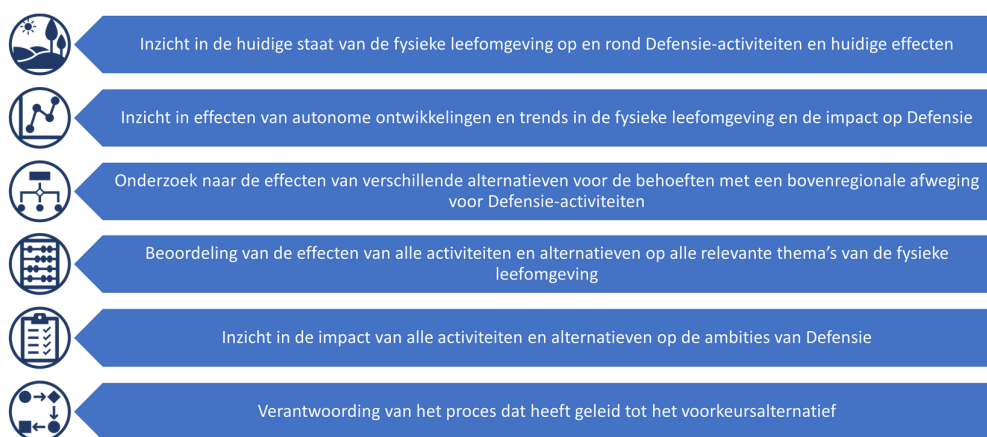 Inzicht in de huidige staat van de fysieke leefomgeving op en rond Defensie-activiteiten en huidige effecten
Inzicht in effecten van autonome ontwikkelingen en trends in de fysieke leefomgeving en de impact op Defensie
Onderzoek naar de effecten van verschillende alternatieven voor de behoeften met een bovenregionale afweging
voor Defensie-activiteiten
Beoordeling van de effecten van alle activiteiten en alternatieven op alle relevante thema’s van de fysieke
leefomgeving
Inzicht in de impact van alle activiteiten en alternatieven op de ambities van Defensie
Verantwoording van het proces dat heeft geleid tot het voorkeursalternatief